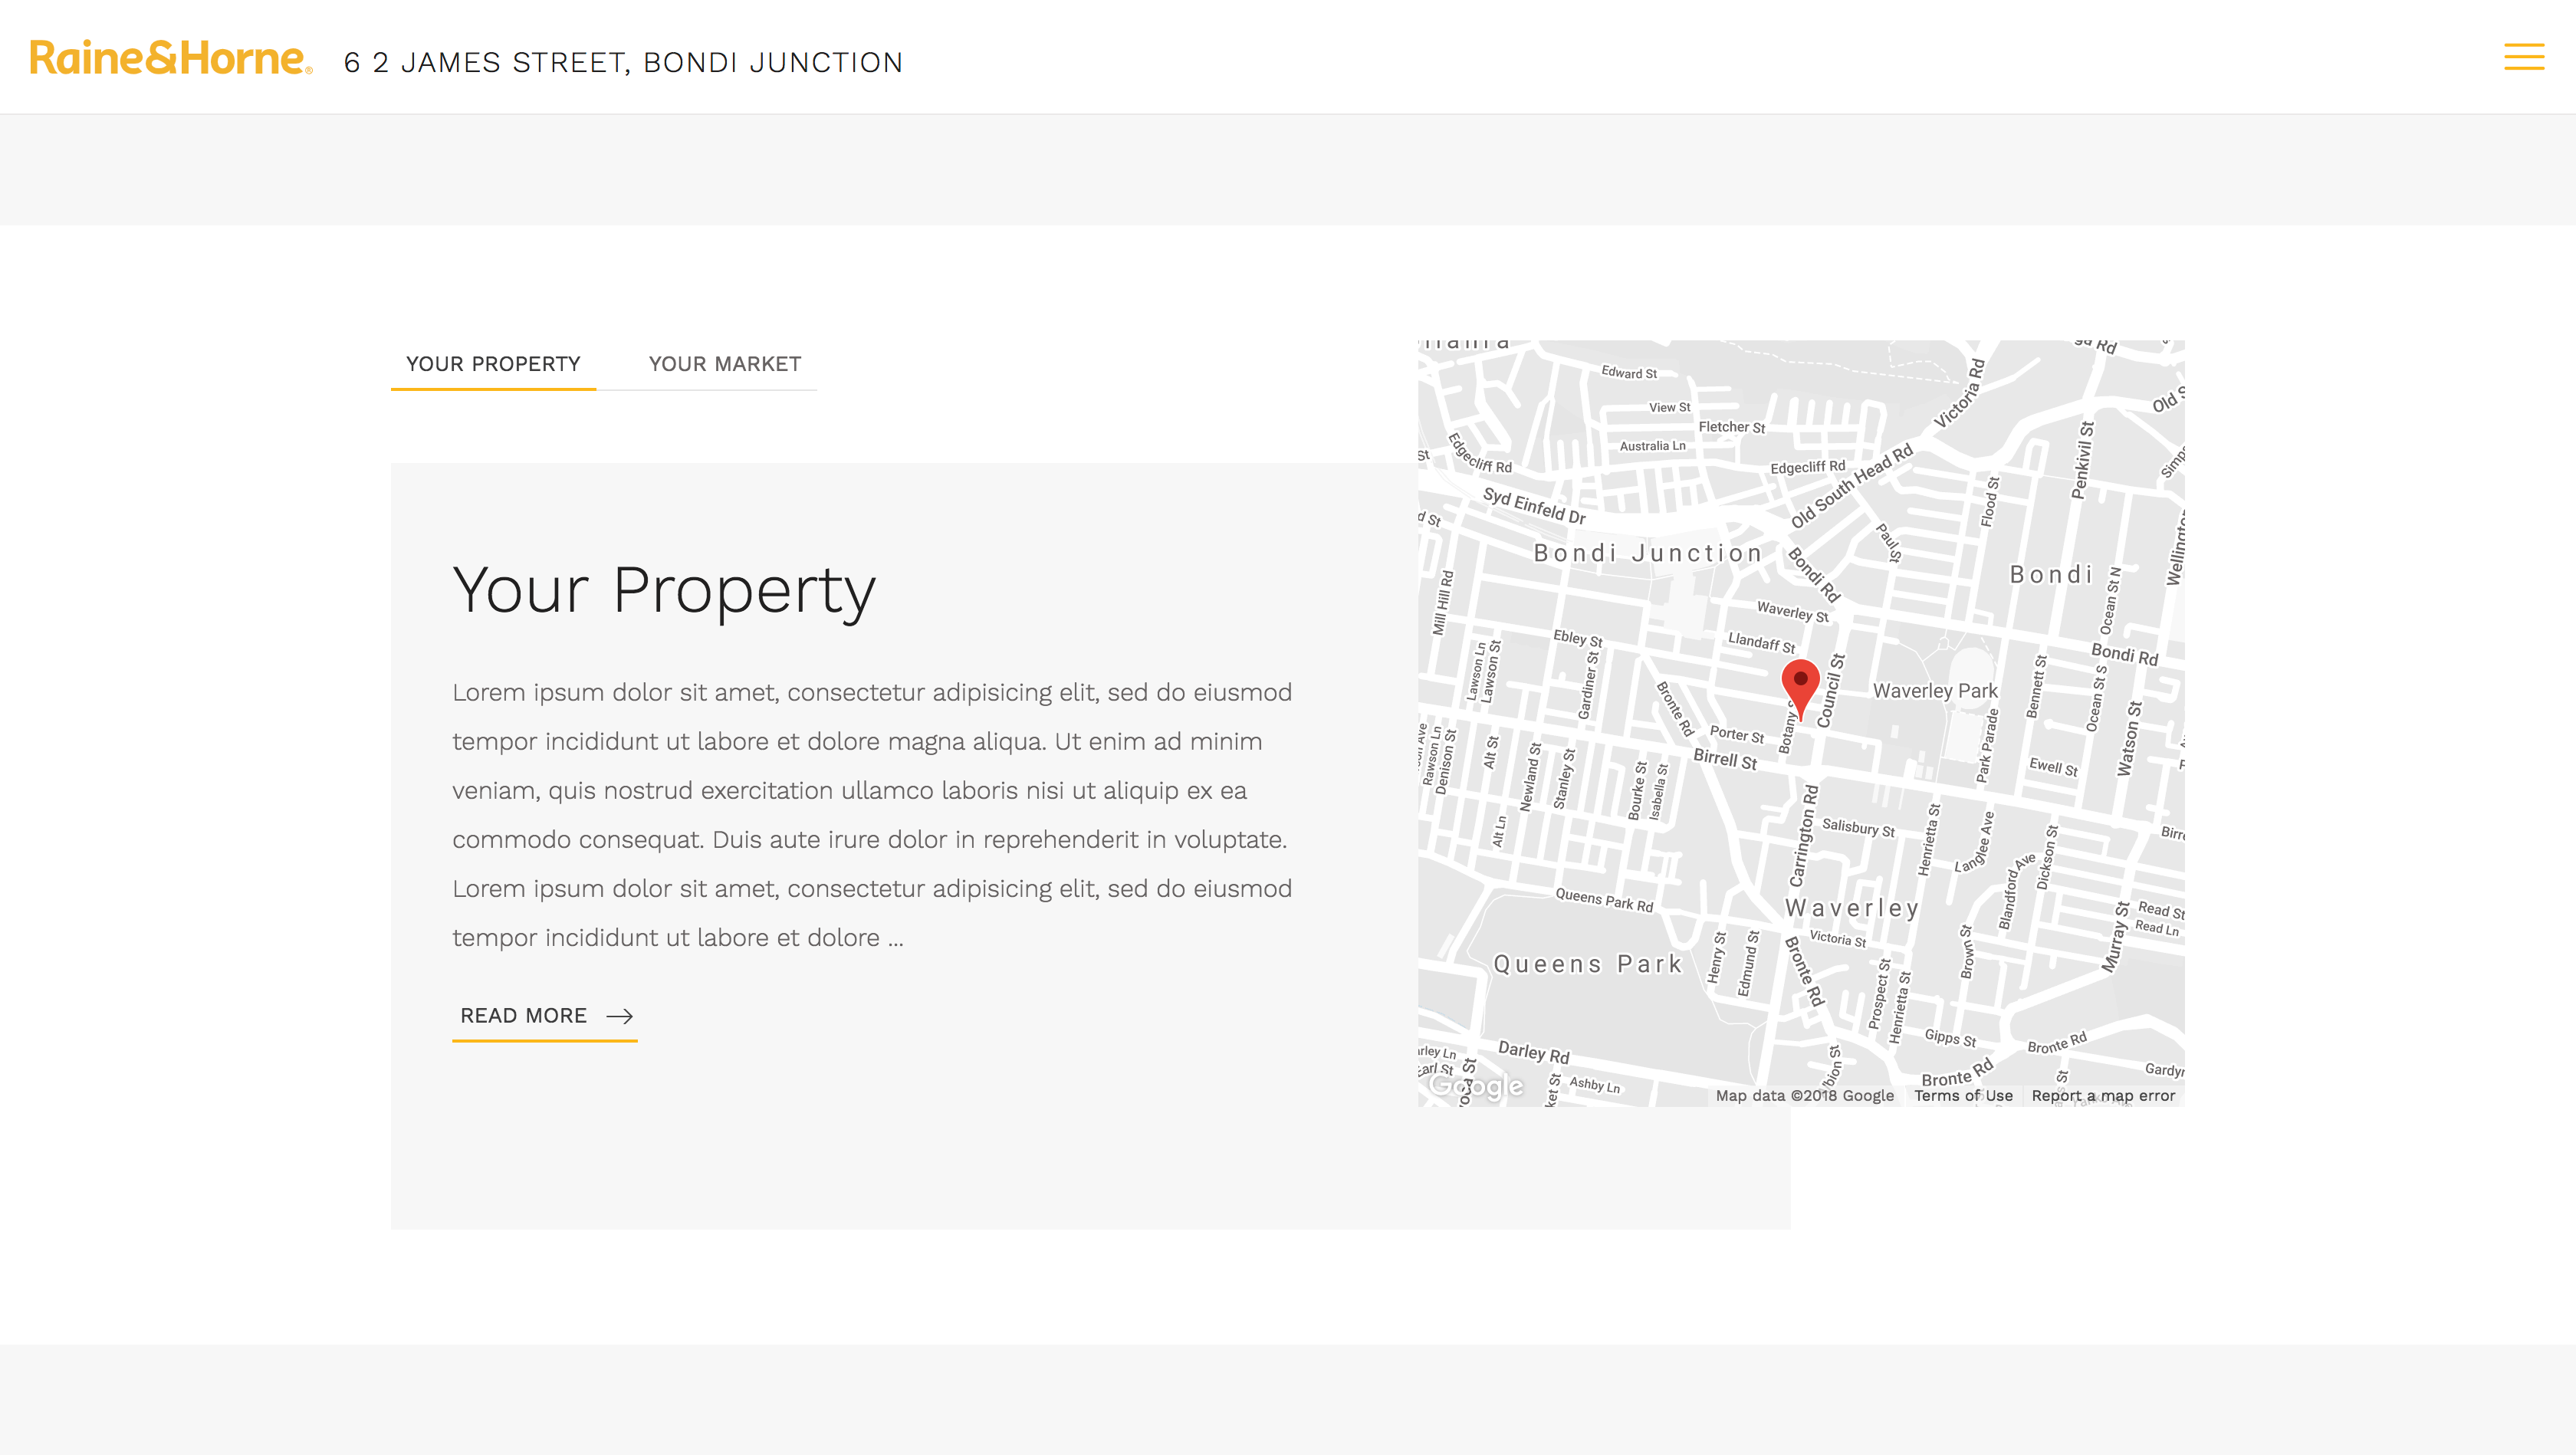 Raine&Horne®
6 2 JAMES STREET, BONDI JUNCTION
YOUR PROPERTY
YOUR MARKET
Your Property
Lorem ipsum dolor sit amet, consectetur adipisicing elit, sed do eiusmod
tempor incididunt ut labore et dolore magna aliqua. Ut enim ad minim
veniam, quis nostrud exercitation ullamco laboris nisi ut aliquip ex ea
commodo consequat. Duis aute irure dolor in reprehenderit in voluptate.
Lorem ipsum dolor sit amet, consectetur adipisicing elit, sed do eiusmod
tempor incididunt ut labore et dolore ...
READ MORE
Edward St
Victoria Rd
View St
Fletcher St
Australia Ln
Edgecliff Rd
Edgecliff Rd
Old South Head Rd
Penkivil St
Syd Einfeld Dr
Flood St
Paul St
Bondi Junction
Bondi Rd
Bondi
Mill Hill Rd
Waverley St
Ocean St N
Ebley St
Llandaff St
Bondi Rd
Lawson Ln
Lawson St
Gardiner St
Council St
Waverley Park
Bennett St
Ocean St S
Bronte Rd
Porter St
Botany
Park Parade
Watson St
Rawson Ln
Denison St
Alt St
Newland St
Stanley St
Birrell St
Ewell St
Bourke St
Isabella St
Carrington Rd
Alt Ln
Salisbury St
Henrietta St
Langlee Ave
Blandford Ave
Dickson St
Queens Park Rd
Waverley
Murray St
Read St
Read Ln
Victoria St
Henry St
Edmund St
Bronte Rd
Brown St
Queens Park
Prospect St
Henrietta St
Gipps St
Bronte Rd
Darley Rd
Ashby Ln
Bronte Rd
Google
Map data ©2018 Google
Terms of Use
Report a map error